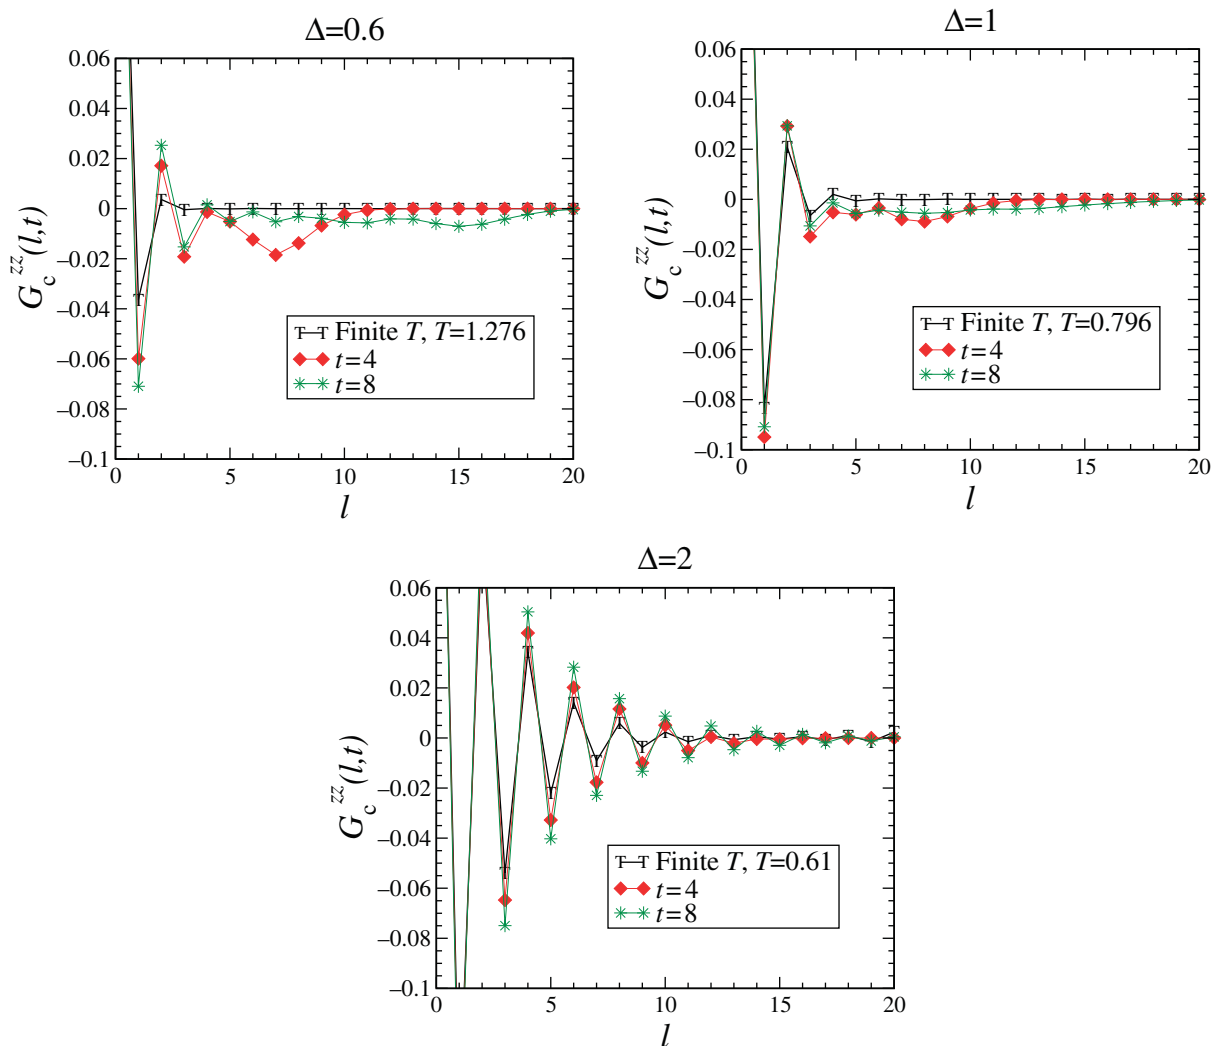 Δ=0.6
0.06
0.04
0.02
0
−0.02
−0.04
−0.06
−0.08
−0.1
G_c^{zz}(l,t)
Finite T, T=1.276
t=4
t=8
0 5 10 15 20
l
Δ=1
0.06
0.04
0.02
0
−0.02
−0.04
−0.06
−0.08
−0.1
G_c^{zz}(l,t)
Finite T, T=0.796
t=4
t=8
0 5 10 15 20
l
Δ=2
0.06
0.04
0.02
0
−0.02
−0.04
−0.06
−0.08
−0.1
G_c^{zz}(l,t)
Finite T, T=0.61
t=4
t=8
0 5 10 15 20
l